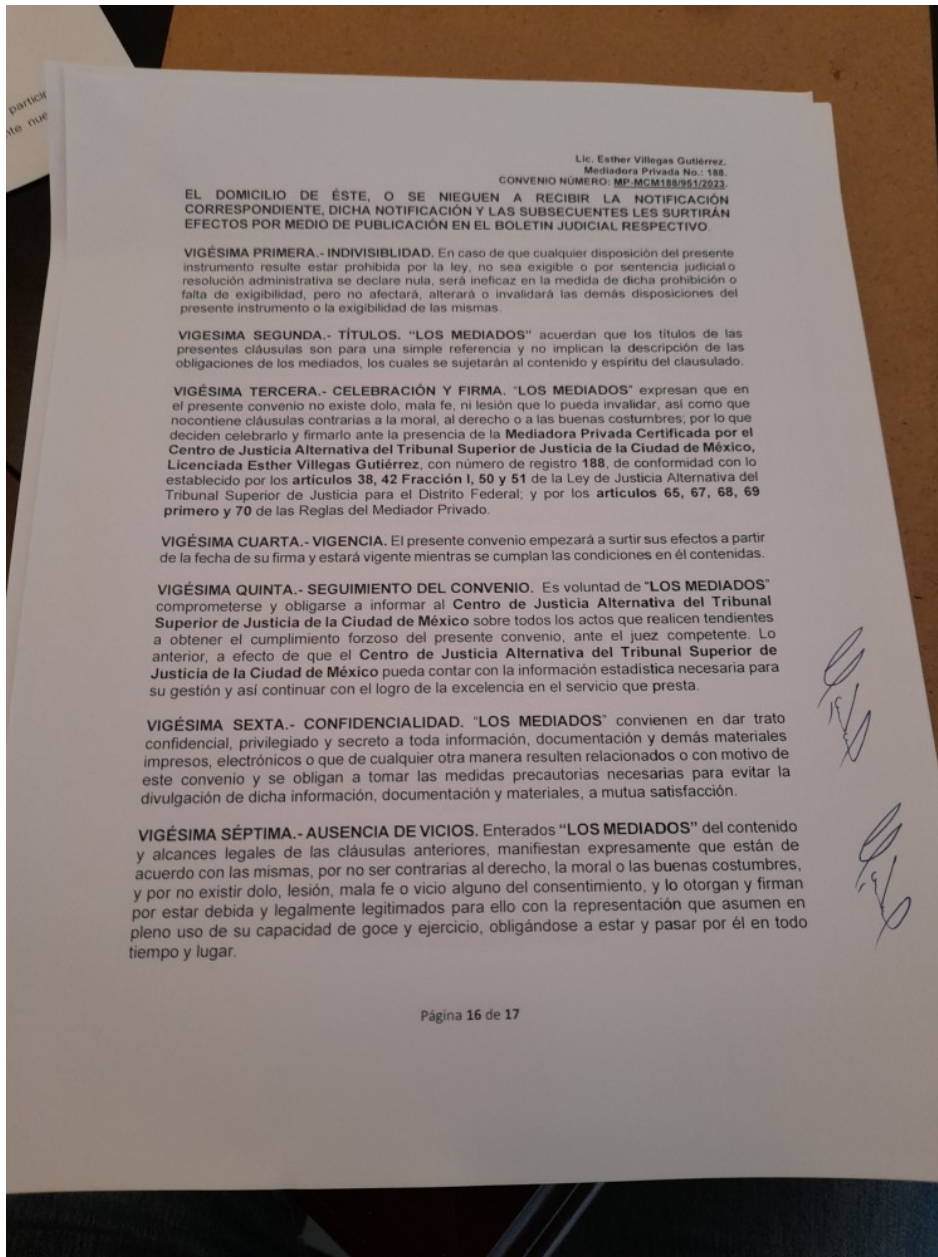 particip
nte nue
Lic. Esther Villegas Gutiérrez.
Mediadora Privada No.: 188.
CONVENIO NÚMERO: MP-MCM188/951/2023.
EL DOMICILIO DE ÉSTE, O SE NIEGUEN A RECIBIR LA NOTIFICACIÓN
CORRESPONDIENTE, DICHA NOTIFICACIÓN Y LAS SUBSECUENTES LES SURTIRÁN
EFECTOS POR MEDIO DE PUBLICACIÓN EN EL BOLETIN JUDICIAL RESPECTIVO.
VIGÉSIMA PRIMERA.- INDIVISIBLIDAD. En caso de que cualquier disposición del presente
instrumento resulte estar prohibida por la ley, no sea exigible o por sentencia judicial o
resolución administrativa se declare nula, será ineficaz en la medida de dicha prohibición o
falta de exigibilidad, pero no afectará, alterará o invalidará las demás disposiciones del
presente instrumento o la exigibilidad de las mismas.
VIGESIMA SEGUNDA.- TÍTULOS. "LOS MEDIADOS" acuerdan que los títulos de las
presentes cláusulas son para una simple referencia y no implican la descripción de las
obligaciones de los mediados, los cuales se sujetarán al contenido y espíritu del clausulado.
VIGÉSIMA TERCERA.- CELEBRACIÓN Y FIRMA. "LOS MEDIADOS" expresan que en
el presente convenio no existe dolo, mala fe, ni lesión que lo pueda invalidar, así como que
nocontiene cláusulas contrarias a la moral, al derecho o a las buenas costumbres; por lo que
deciden celebrarlo y firmarlo ante la presencia de la Mediadora Privada Certificada por el
Centro de Justicia Alternativa del Tribunal Superior de Justicia de la Ciudad de México,
Licenciada Esther Villegas Gutiérrez, con número de registro 188, de conformidad con lo
establecido por los artículos 38, 42 Fracción I, 50 y 51 de la Ley de Justicia Alternativa del
Tribunal Superior de Justicia para el Distrito Federal; y por los articulos 65, 67, 68, 69
primero y 70 de las Reglas del Mediador Privado.
VIGÉSIMA CUARTA.- VIGENCIA. El presente convenio empezará a surtir sus efectos a partir
de la fecha de su firma y estará vigente mientras se cumplan las condiciones en él contenidas.
VIGÉSIMA QUINTA.- SEGUIMIENTO DEL CONVENIO. Es voluntad de "LOS MEDIADOS"
comprometerse y obligarse a informar al Centro de Justicia Alternativa del Tribunal
Superior de Justicia de la Ciudad de México sobre todos los actos que realicen tendientes
a obtener el cumplimiento forzoso del presente convenio, ante el juez competente. Lo
anterior, a efecto de que el Centro de Justicia Alternativa del Tribunal Superior de
Justicia de la Ciudad de México pueda contar con la información estadística necesaria para
su gestión y así continuar con el logro de la excelencia en el servicio que presta.
VIGÉSIMA SEXTA.- CONFIDENCIALIDAD. "LOS MEDIADOS" convienen en dar trato
confidencial, privilegiado y secreto a toda información, documentación y demás materiales
impresos, electrónicos o que de cualquier otra manera resulten relacionados o con motivo de
este convenio y se obligan a tomar las medidas precautorias necesarias para evitar la
divulgación de dicha información, documentación y materiales, a mutua satisfacción.
VIGÉSIMA SÉPTIMA.- AUSENCIA DE VICIOS. Enterados "LOS MEDIADOS" del contenido
y alcances legales de las cláusulas anteriores, manifiestan expresamente que están de
acuerdo con las mismas, por no ser contrarias al derecho, la moral o las buenas costumbres,
y por no existir dolo, lesión, mala fe o vicio alguno del consentimiento, y lo otorgan y firman
por estar debida y legalmente legitimados para ello con la representación que asumen en
pleno uso de su capacidad de goce y ejercicio, obligándose a estar y pasar por él en todo
tiempo y lugar.
Página 16 de 17